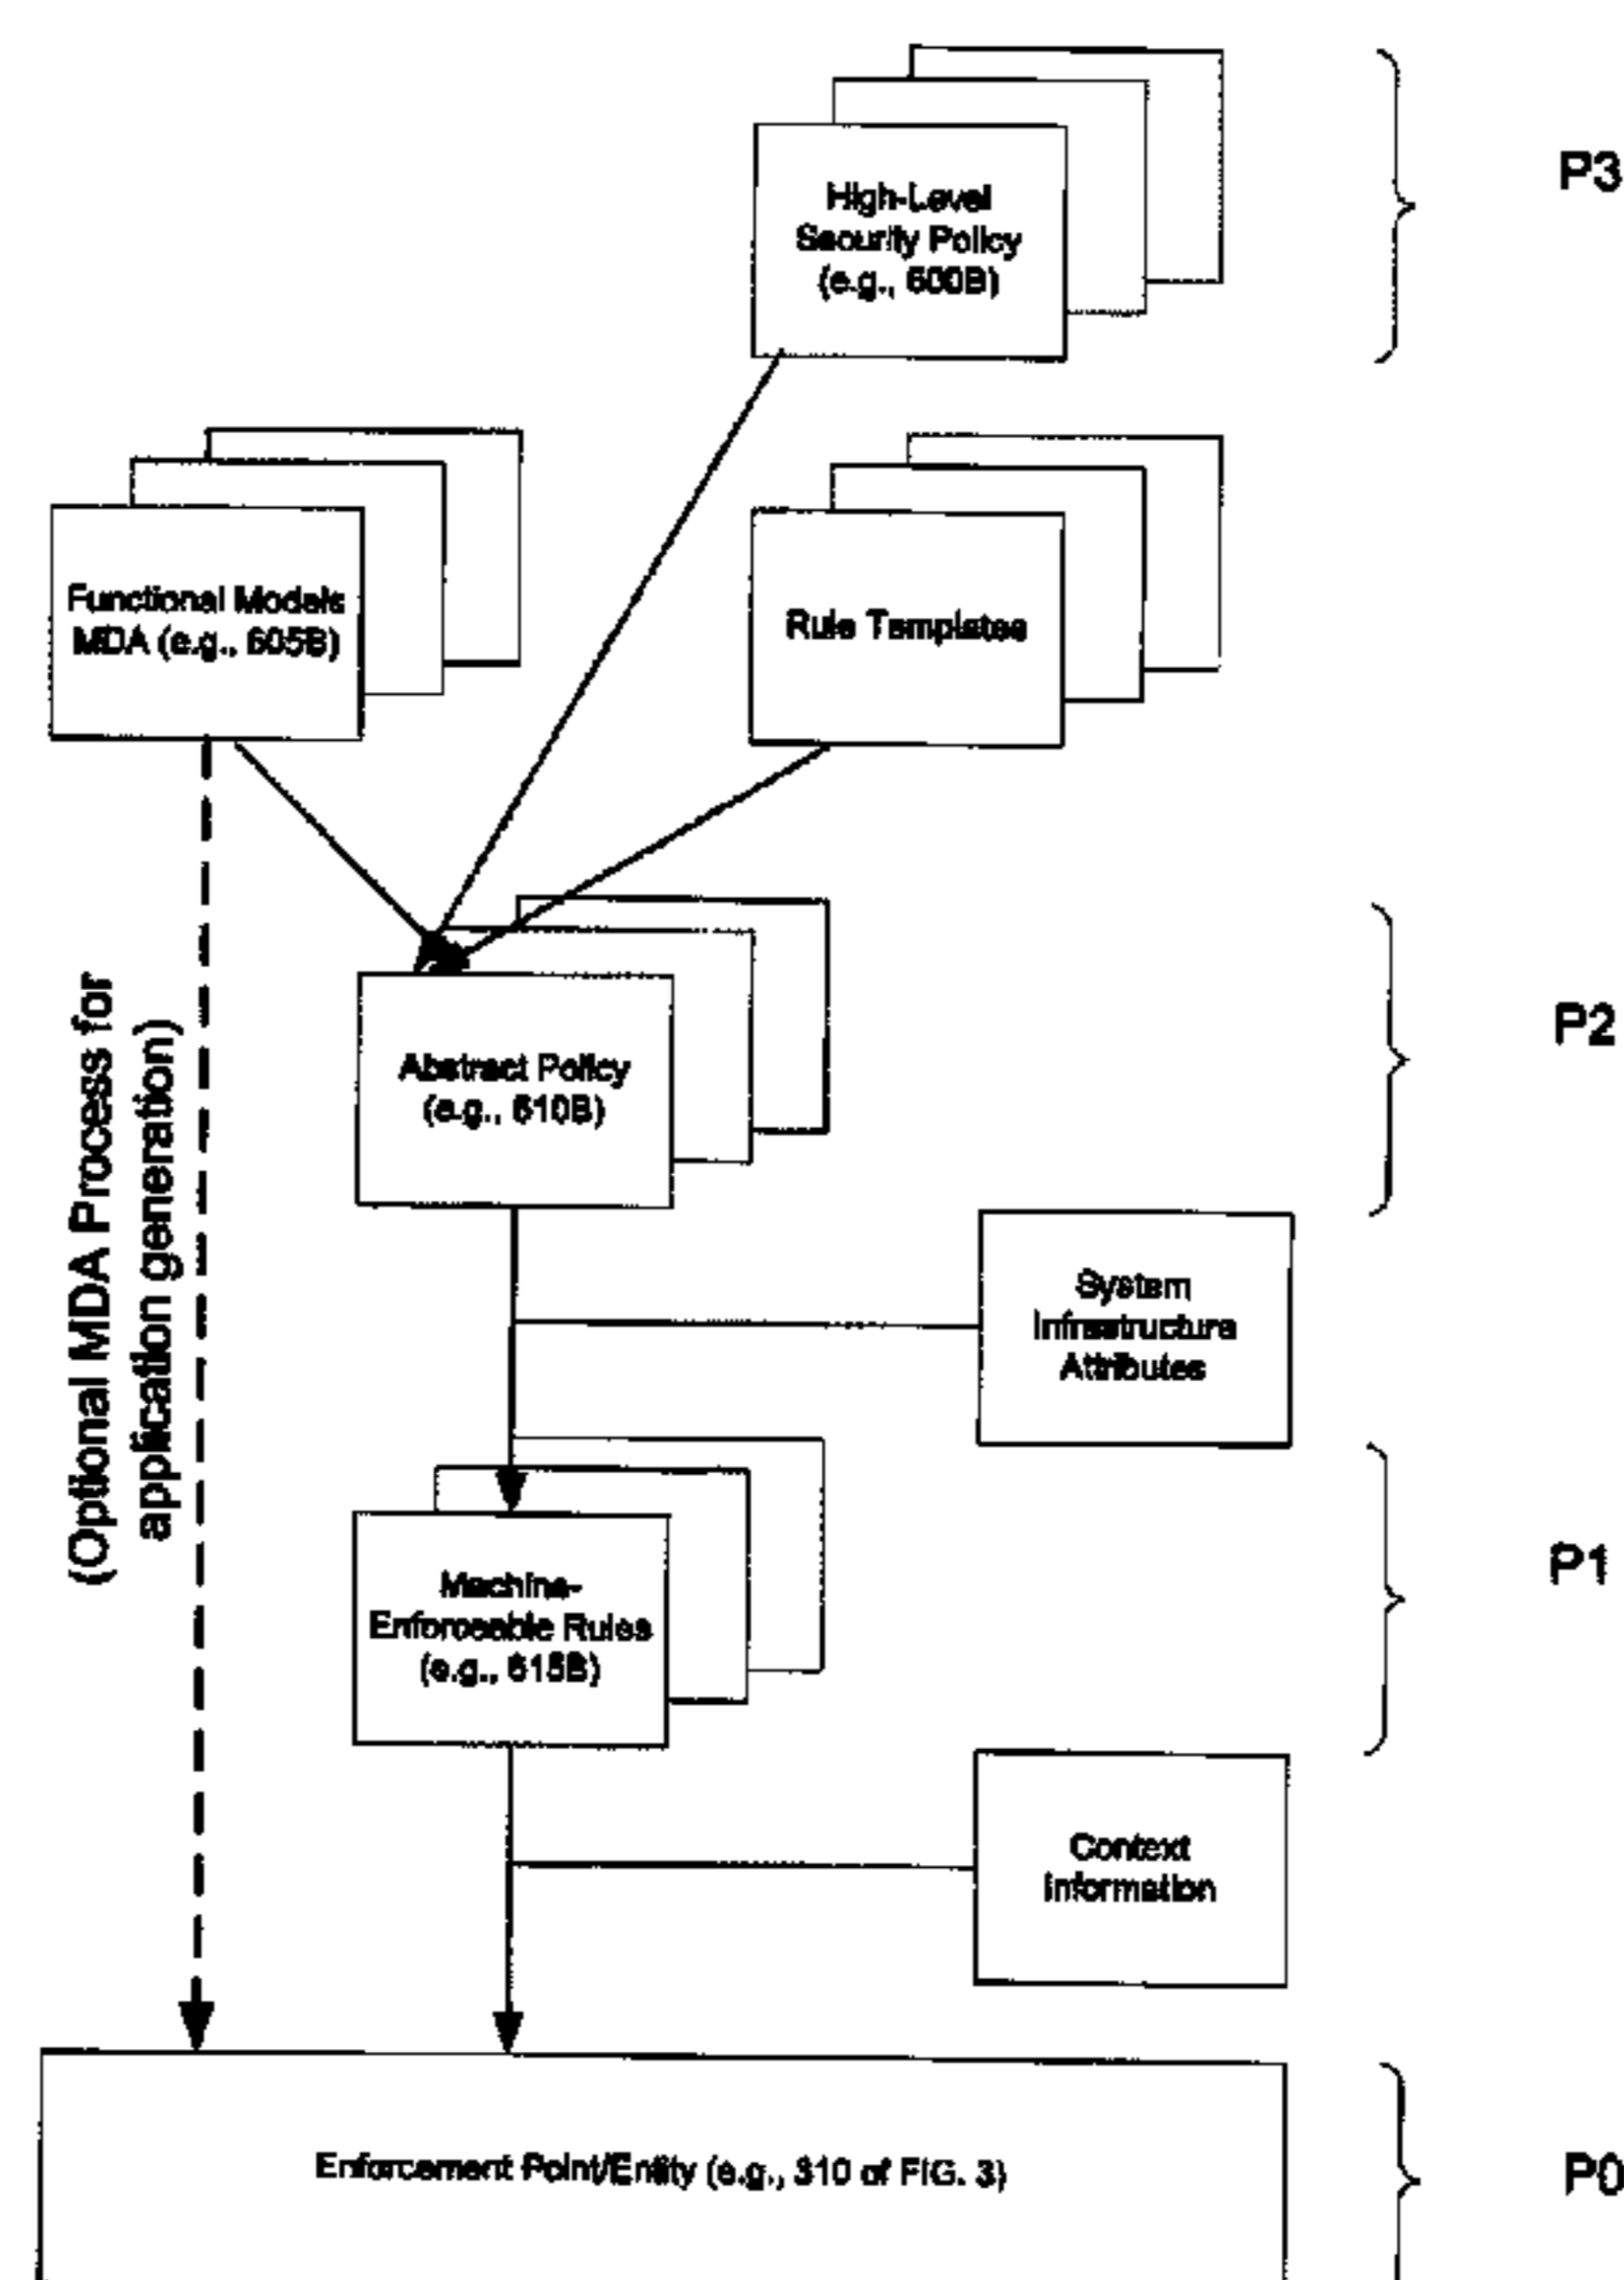 P3
High-Level
Security Policy
(e.g., 600B)
Functional Models
MDA (e.g., 605B)
Rule Templates
P2
(Optional MDA Process for
application generation)
Abstract Policy
(e.g., 610B)
System
Infrastructure
Attributes
P1
Machine-
Enforceable Rules
(e.g., 615B)
Context
Information
Enforcement Point/Entity (e.g., 310 of FIG. 3)
P0